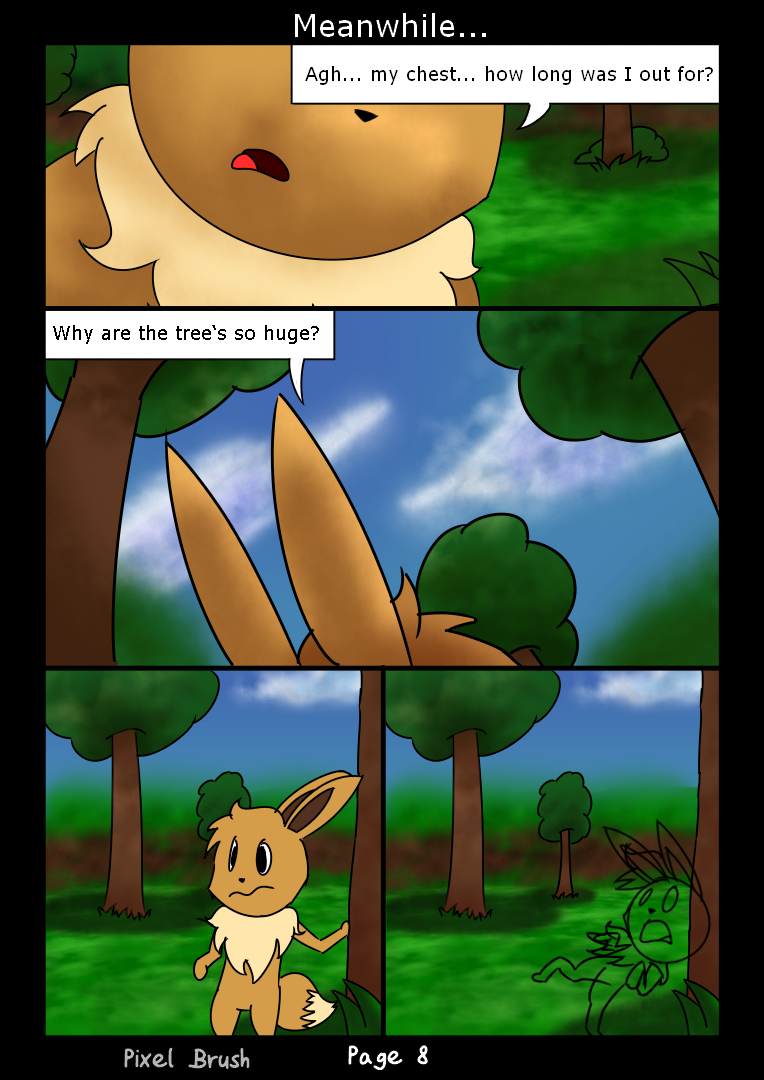 Meanwhile...
Agh... my chest... how long was I out for?
Why are the tree's so huge?
Pixel Brush
Page 8